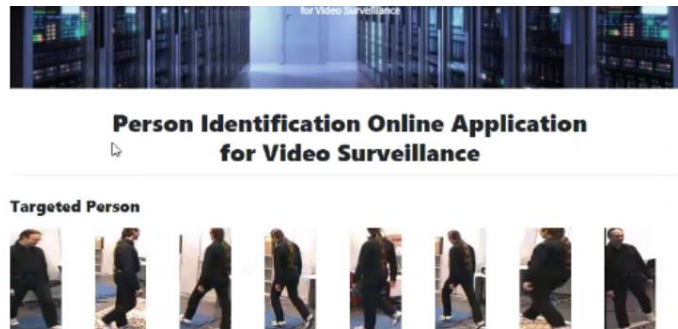 for Video Surveillance
Person Identification Online Application
for Video Surveillance
Targeted Person